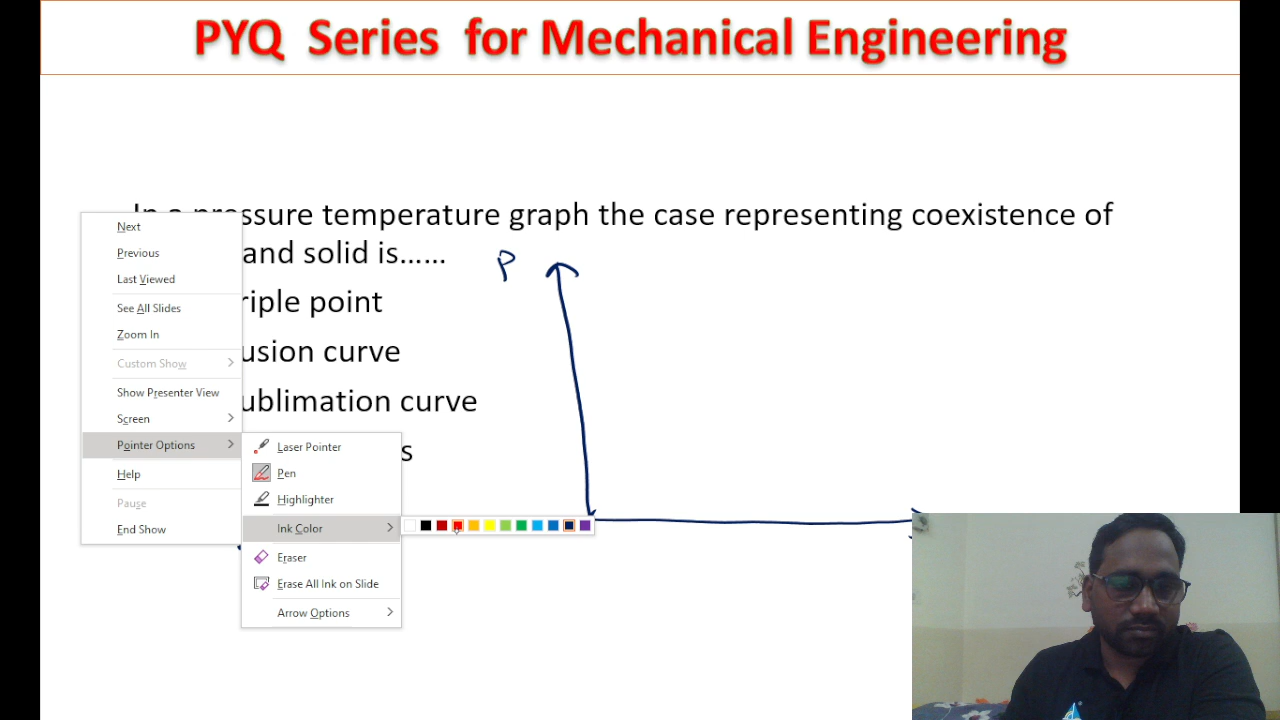 PYQ Series for Mechanical Engineering
In a pressure temperature graph the case representing coexistence of
and solid is......
riple point
usion curve
ublimation curve
s
P
Next
Previous
Last Viewed
See All Slides
Zoom In
Custom Show
Show Presenter View
Screen
Pointer Options
Help
Pause
End Show
Laser Pointer
Pen
Highlighter
Ink Color
Eraser
Erase All Ink on Slide
Arrow Options